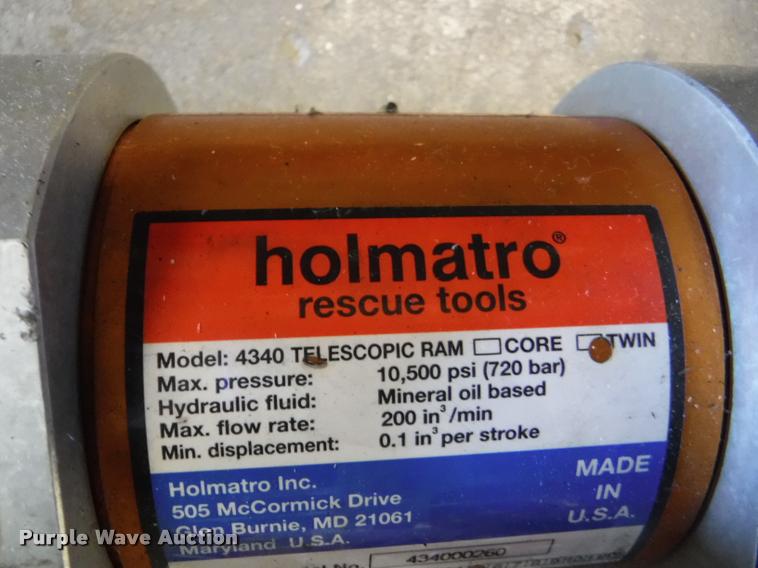 holmatro®
rescue tools
Model: 4340 TELESCOPIC RAM CORE TWIN
Max. pressure: 10,500 psi (720 bar)
Hydraulic fluid: Mineral oil based
Max. flow rate: 200 in³/min
Min. displacement: 0.1 in³ per stroke
Holmatro Inc.
505 McCormick Drive
Glen Burnie, MD 21061
Maryland U.S.A.
MADE
IN
U.S.A.
No. 434000260
Purple Wave Auction